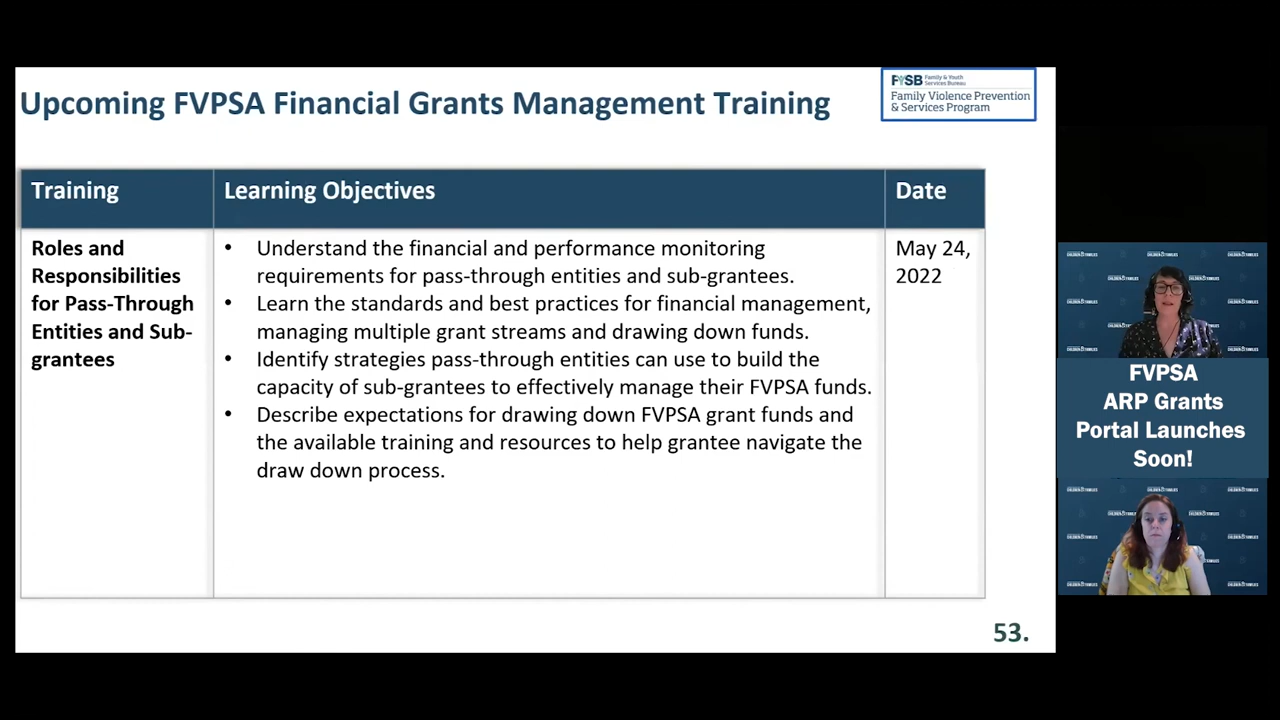 Upcoming FVPSA Financial Grants Management Training
FYSB Family & Youth
Services Bureau
Family Violence Prevention
& Services Program
Training
Learning Objectives
Date
Roles and
Responsibilities
for Pass-Through
Entities and Sub-
grantees
• Understand the financial and performance monitoring
requirements for pass-through entities and sub-grantees.
• Learn the standards and best practices for financial management,
managing multiple grant streams and drawing down funds.
• Identify strategies pass-through entities can use to build the
capacity of sub-grantees to effectively manage their FVPSA funds.
• Describe expectations for drawing down FVPSA grant funds and
the available training and resources to help grantee navigate the
draw down process.
May 24,
2022
53.
FVPSA
ARP Grants
Portal Launches
Soon!